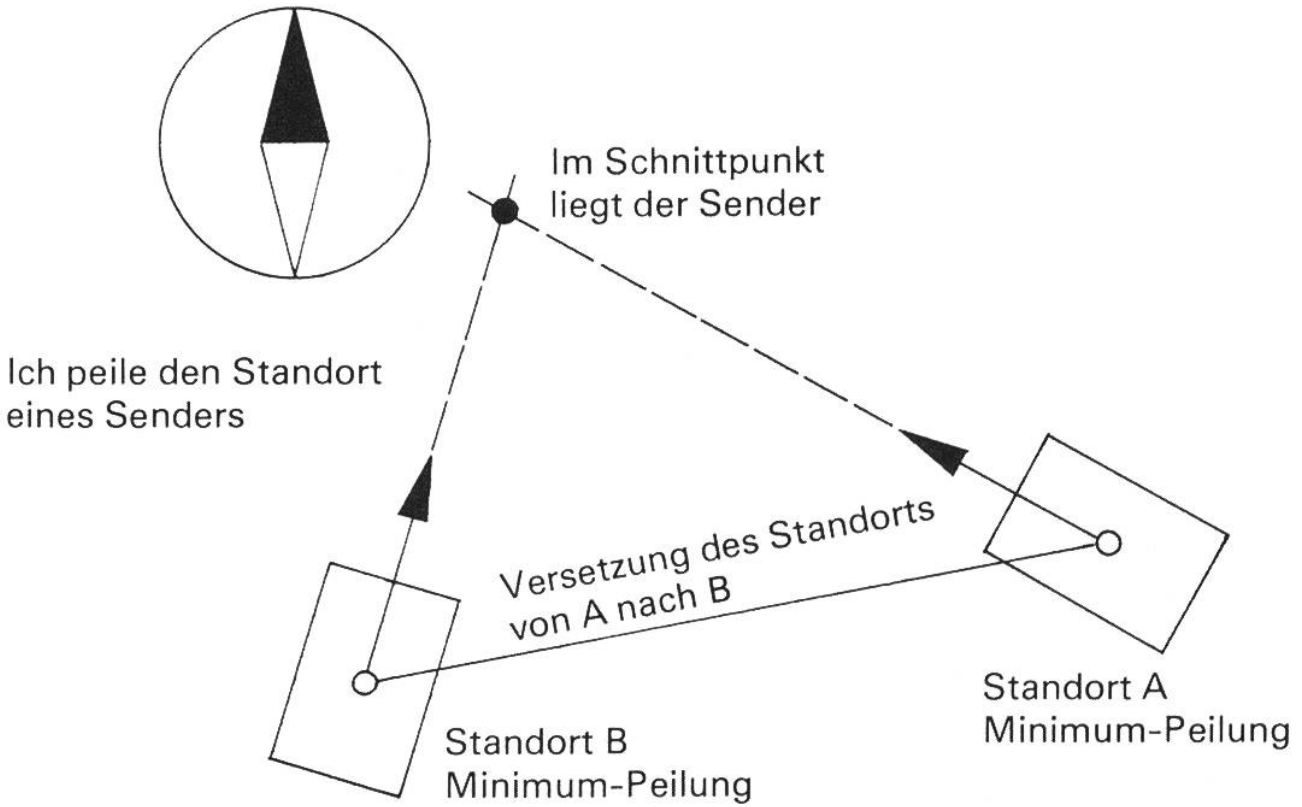 Im Schnittpunkt
liegt der Sender
Ich peile den Standort
eines Senders
Versetzung des Standorts
von A nach B
Standort A
Minimum-Peilung
Standort B
Minimum-Peilung